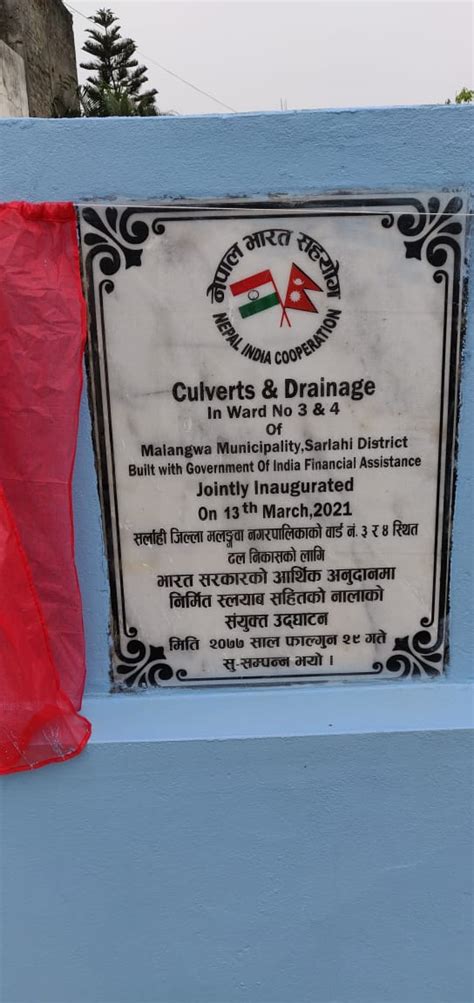 नेपाल भारत सहयोग
NEPAL INDIA COOPERATION
Culverts & Drainage
In Ward No 3 & 4
Of
Malangwa Municipality,Sarlahi District
Built with Government Of India Financial Assistance
Jointly Inaugurated
On 13th March,2021
सर्लाही जिल्ला मलङ्गवा नगरपालिकाको वार्ड नं. ३ र ४ स्थित
ढल निकासको लागि
भारत सरकारको आर्थिक अनुदानमा
निर्मित स्लयाब सहितको नालाको
संयुक्त उद्घाटन
मिति २०७७ साल फाल्गुन २९ गते
सु-सम्पन्न भयो ।